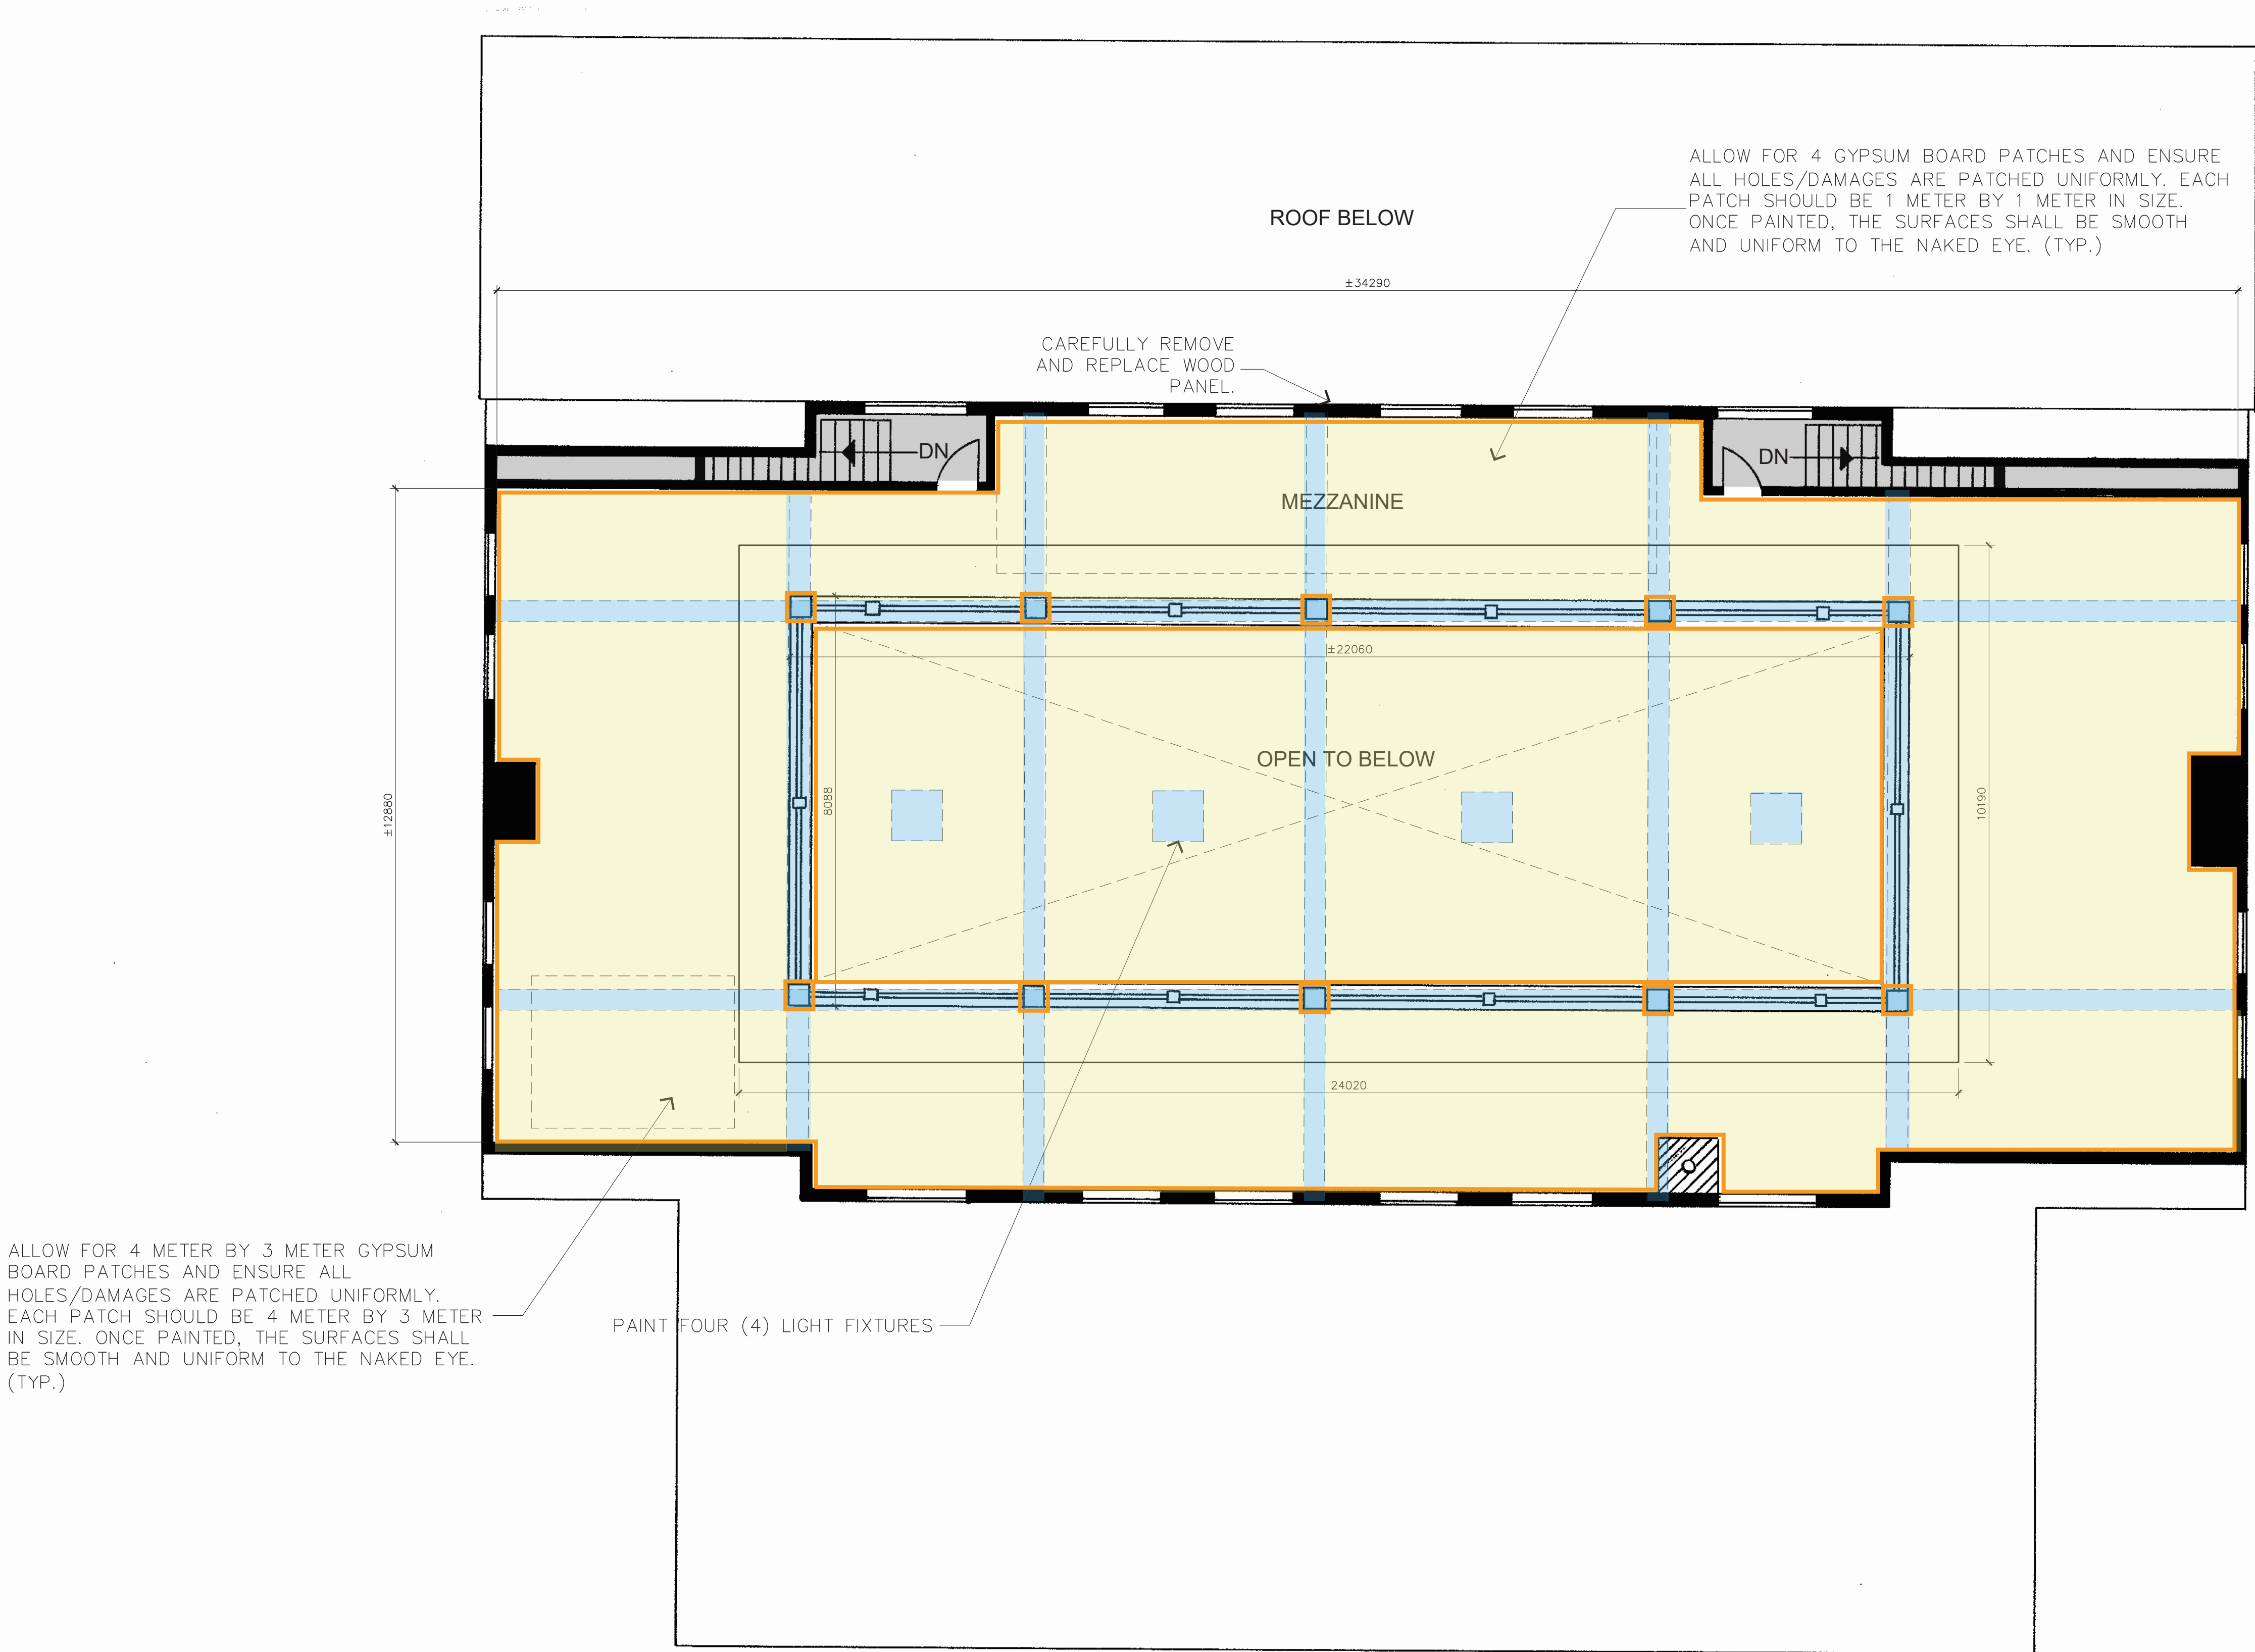 ALLOW FOR 4 GYPSUM BOARD PATCHES AND ENSURE
ALL HOLES/DAMAGES ARE PATCHED UNIFORMLY. EACH
PATCH SHOULD BE 1 METER BY 1 METER IN SIZE.
ONCE PAINTED, THE SURFACES SHALL BE SMOOTH
AND UNIFORM TO THE NAKED EYE. (TYP.)
ROOF BELOW
±34290
CAREFULLY REMOVE
AND REPLACE WOOD
PANEL.
DN
DN
MEZZANINE
±22060
OPEN TO BELOW
±12880
8088
10190
24020
ALLOW FOR 4 METER BY 3 METER GYPSUM
BOARD PATCHES AND ENSURE ALL
HOLES/DAMAGES ARE PATCHED UNIFORMLY.
EACH PATCH SHOULD BE 4 METER BY 3 METER
IN SIZE. ONCE PAINTED, THE SURFACES SHALL
BE SMOOTH AND UNIFORM TO THE NAKED EYE.
(TYP.)
PAINT FOUR (4) LIGHT FIXTURES